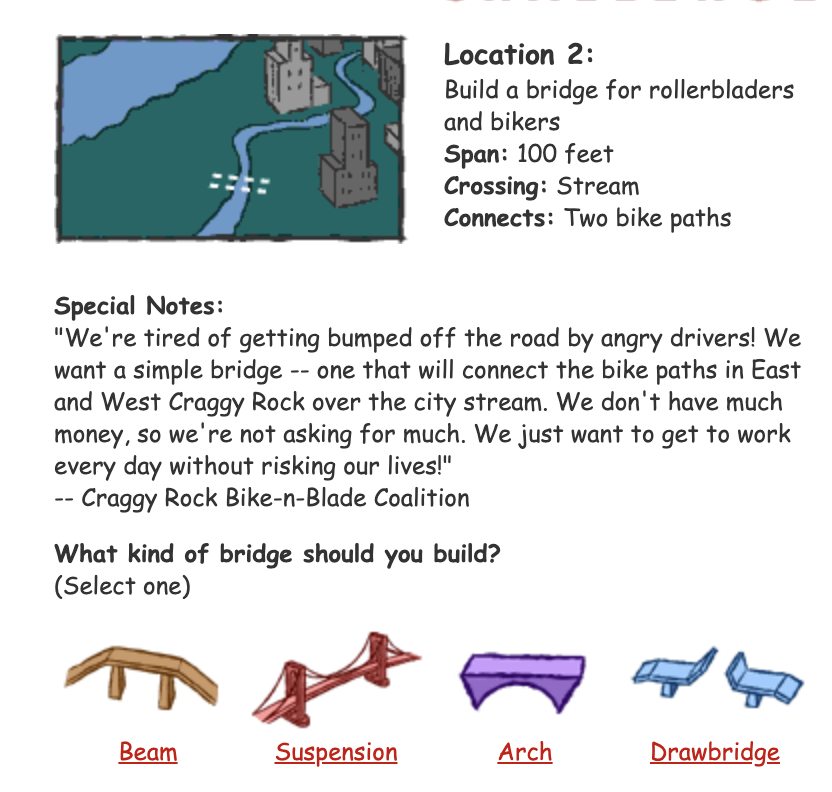 Location 2:
Build a bridge for rollerbladers
and bikers
Span: 100 feet
Crossing: Stream
Connects: Two bike paths
Special Notes:
"We're tired of getting bumped off the road by angry drivers! We
want a simple bridge -- one that will connect the bike paths in East
and West Craggy Rock over the city stream. We don't have much
money, so we're not asking for much. We just want to get to work
every day without risking our lives!"
-- Craggy Rock Bike-n-Blade Coalition
What kind of bridge should you build?
(Select one)
Beam
Suspension
Arch
Drawbridge